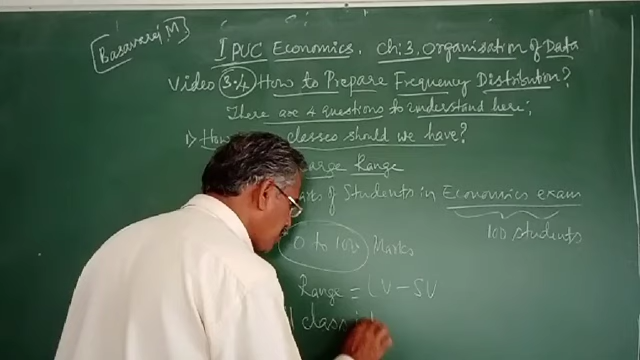 Basavaraj M
I PUC Economics. Ch:3. Organisation of Data
Video 3.4 How to Prepare Frequency Distribution?
There are 4 questions to understand here;
1) How classes should we have?
Large Range
Marks of Students in Economics exam
100 students
0 to 100 Marks
Range = LV - SV
class